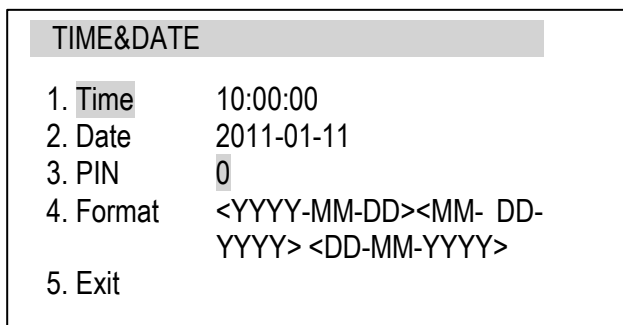 TIME&DATE
1. Time 10:00:00
2. Date 2011-01-11
3. PIN 0
4. Format <YYYY-MM-DD><MM- DD-
YYYY> <DD-MM-YYYY>
5. Exit